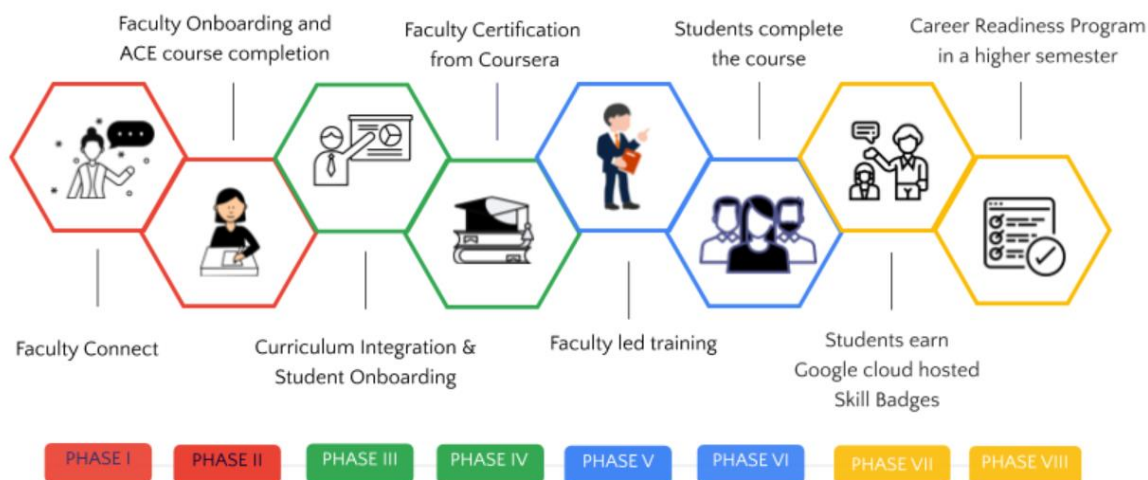 Faculty Onboarding and
ACE course completion
Faculty Certification
from Coursera
Students complete
the course
Career Readiness Program
in a higher semester
Faculty Connect
Curriculum Integration &
Student Onboarding
Faculty led training
Students earn
Google cloud hosted
Skill Badges
PHASE I
PHASE II
PHASE III
PHASE IV
PHASE V
PHASE VI
PHASE VII
PHASE VIII